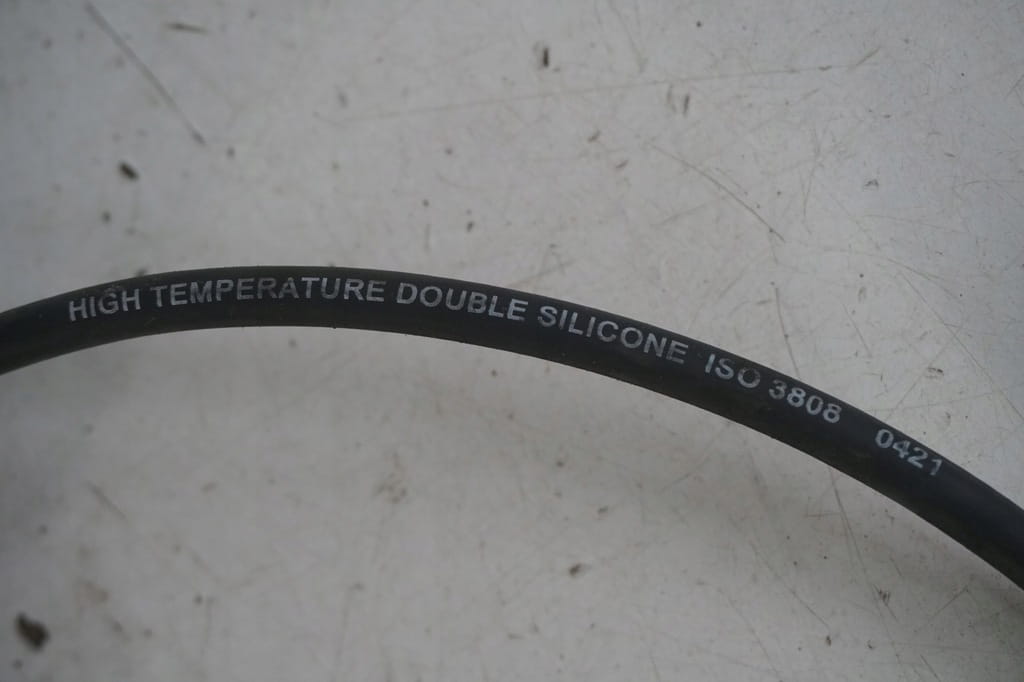 HIGH TEMPERATURE DOUBLE SILICONE ISO 3808 0421